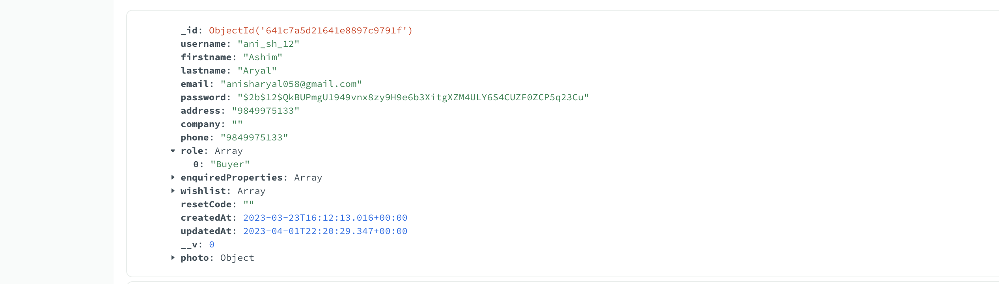 _id: ObjectId('641c7a5d21641e8897c9791f')
username: "ani_sh_12"
firstname: "Ashim"
lastname: "Aryal"
email: "anisharyal058@gmail.com"
password: "$2b$12$QkBUPmgU1949vnx8zy9H9e6b3XitgXZM4ULY6S4CUZF0ZCP5q23Cu"
address: "9849975133"
company: ""
phone: "9849975133"
role: Array
0: "Buyer"
enquiredProperties: Array
wishlist: Array
resetCode: ""
createdAt: 2023-03-23T16:12:13.016+00:00
updatedAt: 2023-04-01T22:20:29.347+00:00
__v: 0
photo: Object